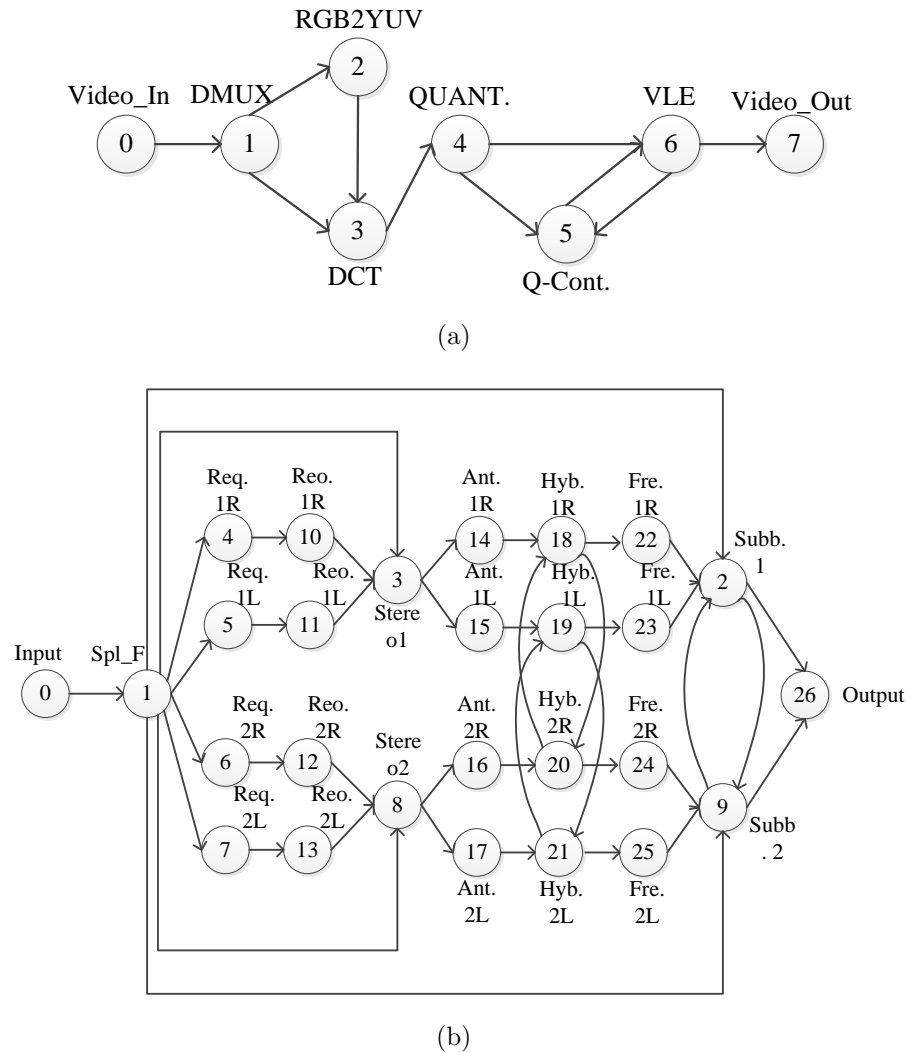 RGB2YUV
2
Video_In
DMUX
QUANT.
VLE
Video_Out
0
1
4
6
7
3
5
DCT
Q-Cont.
(a)
Req.
1R
Reo.
1R
Ant.
1R
Hyb.
1R
Fre.
1R
4
10
14
18
22
Subb.
1
Req.
1L
Reo.
1L
3
Ant.
1L
Hyb.
1L
Fre.
1L
2
Stere
o1
5
11
15
19
23
Input
Spl_F
0
1
26
Output
Req.
2R
Reo.
2R
Stere
o2
Ant.
2R
Hyb.
2R
Fre.
2R
6
12
16
20
24
Req.
2L
Reo.
2L
8
9
Subb
. 2
7
13
17
21
25
Ant.
2L
Hyb.
2L
Fre.
2L
(b)